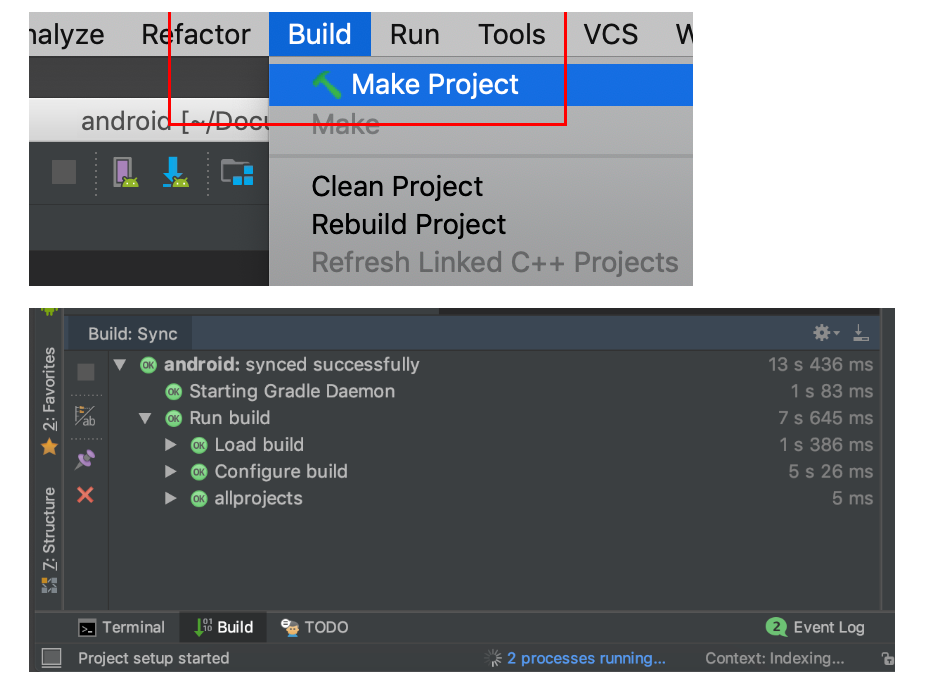 nalyze Refactor Build Run Tools VCS W
Make Project
android [~/Docu
Make
Clean Project
Rebuild Project
Refresh Linked C++ Projects
Build: Sync
2: Favorites
7: Structure
OK android: synced successfully 13 s 436 ms
OK Starting Gradle Daemon 1 s 83 ms
OK Run build 7 s 645 ms
OK Load build 1 s 386 ms
OK Configure build 5 s 26 ms
OK allprojects 5 ms
Terminal Build TODO 2 Event Log
Project setup started 2 processes running... Context: Indexing...